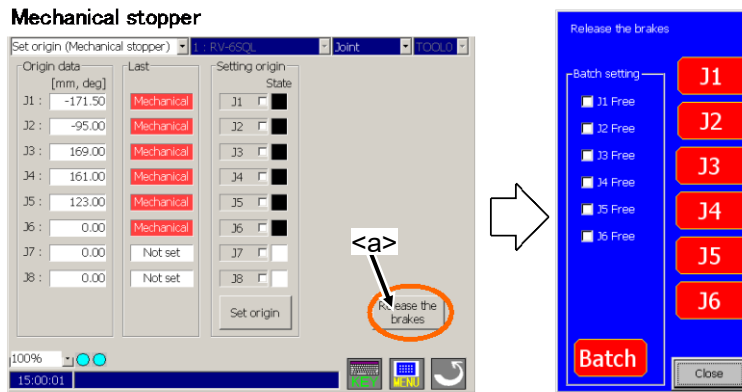 Mechanical stopper
Set origin (Mechanical stopper) 1 : RV-6SQL Joint TOOL0
Origin data Last Setting origin
[mm, deg] State
J1 : -171.50 Mechanical J1
J2 : -95.00 Mechanical J2
J3 : 169.00 Mechanical J3
J4 : 161.00 Mechanical J4
J5 : 123.00 Mechanical J5
J6 : 0.00 Mechanical J6
J7 : 0.00 Not set J7
J8 : 0.00 Not set J8
Set origin
<a>
Release the
brakes
100%
15:00:01
KEY MENU
Release the brakes
Batch setting
J1 Free
J2 Free
J3 Free
J4 Free
J5 Free
J6 Free
Batch
J1
J2
J3
J4
J5
J6
Close